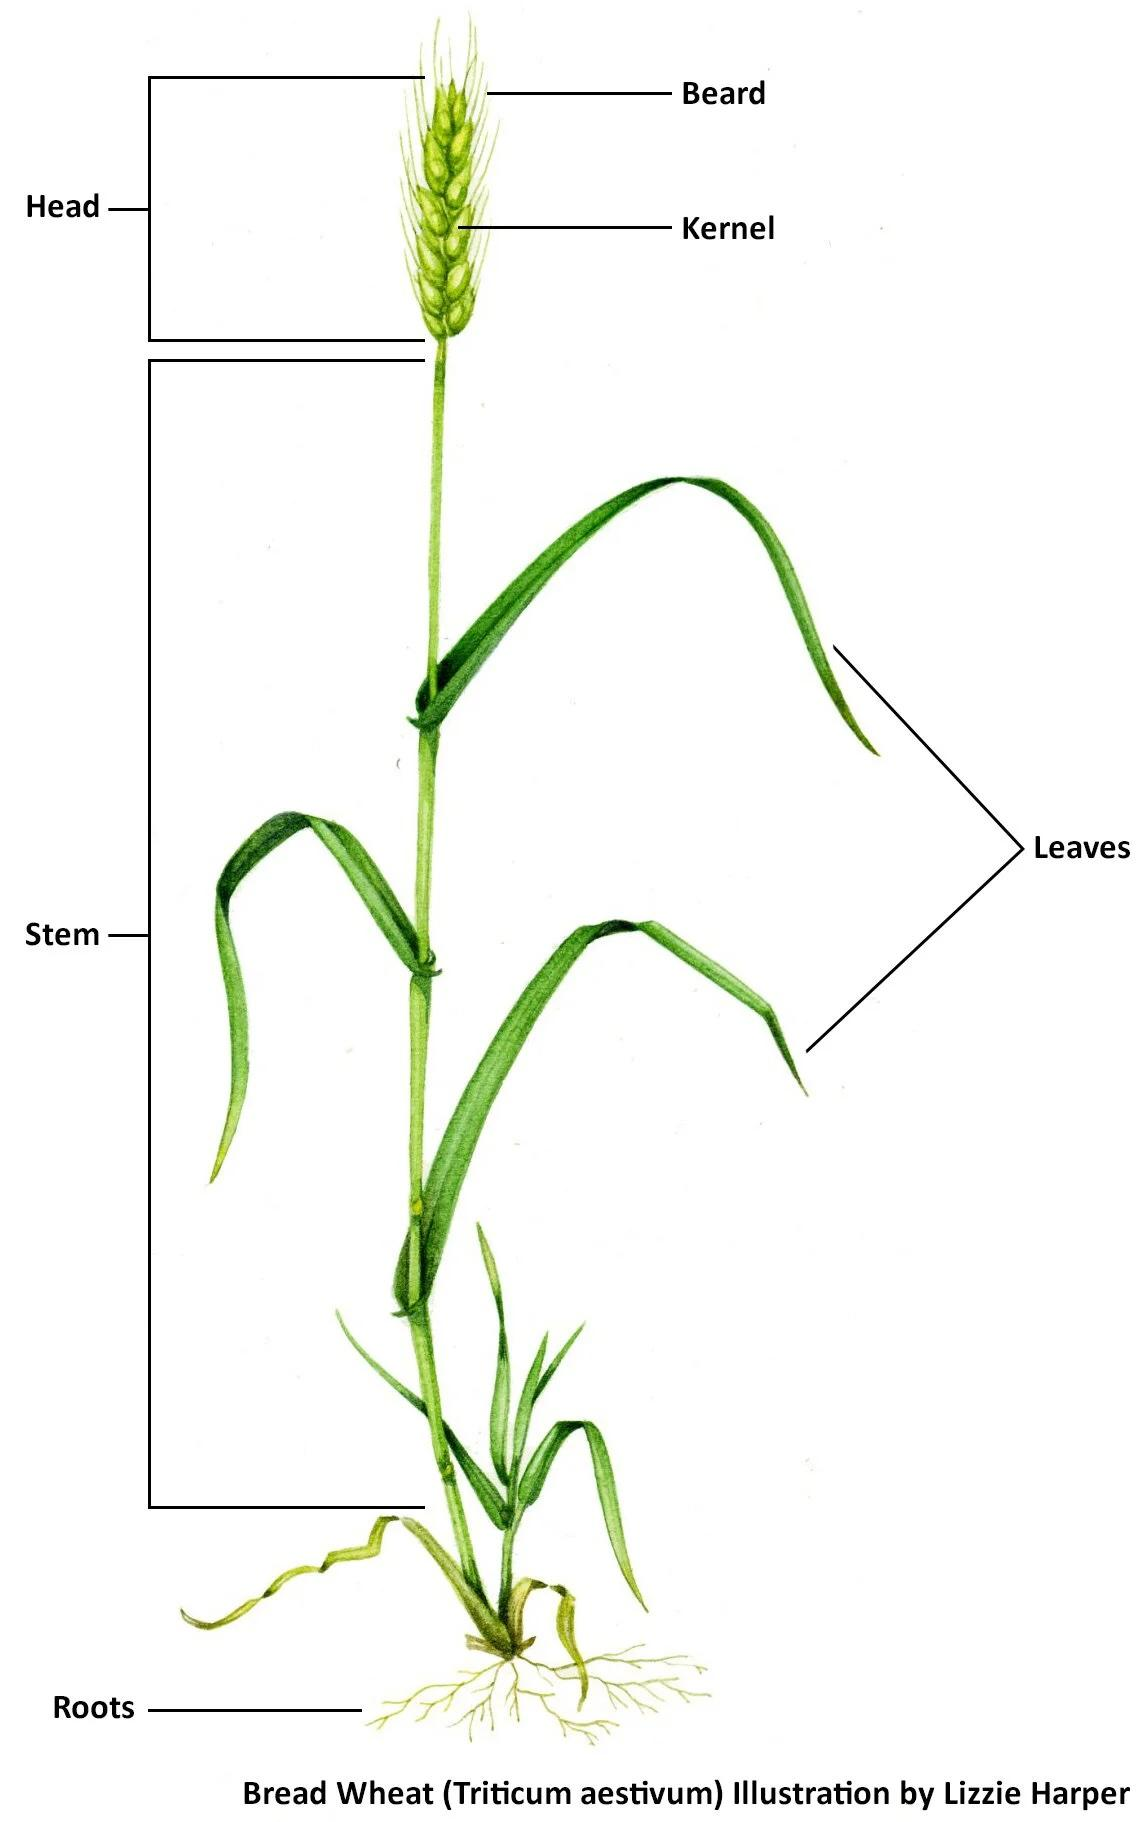 Beard
Head
Kernel
Leaves
Stem
Roots
Bread Wheat (Triticum aestivum) Illustration by Lizzie Harper